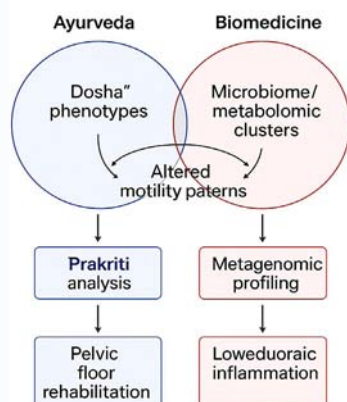 Ayurveda
Biomedicine
Dosha”
phenotypes
Microbiome/
metabolomic
clusters
Altered
motility paterns
Prakriti
analysis
Metagenomic
profiling
Pelvic
floor
rehabilitation
Loweduoraic
inflammation